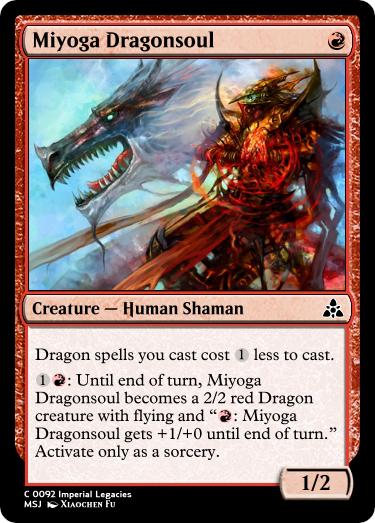 Miyoga Dragonsoul
Creature — Human Shaman
Dragon spells you cast cost 1 less to cast.
1 : Until end of turn, Miyoga
Dragonsoul becomes a 2/2 red Dragon
creature with flying and “ : Miyoga
Dragonsoul gets +1/+0 until end of turn.”
Activate only as a sorcery.
1/2
C 0092 Imperial Legacies
MSJ Xiaochen Fu